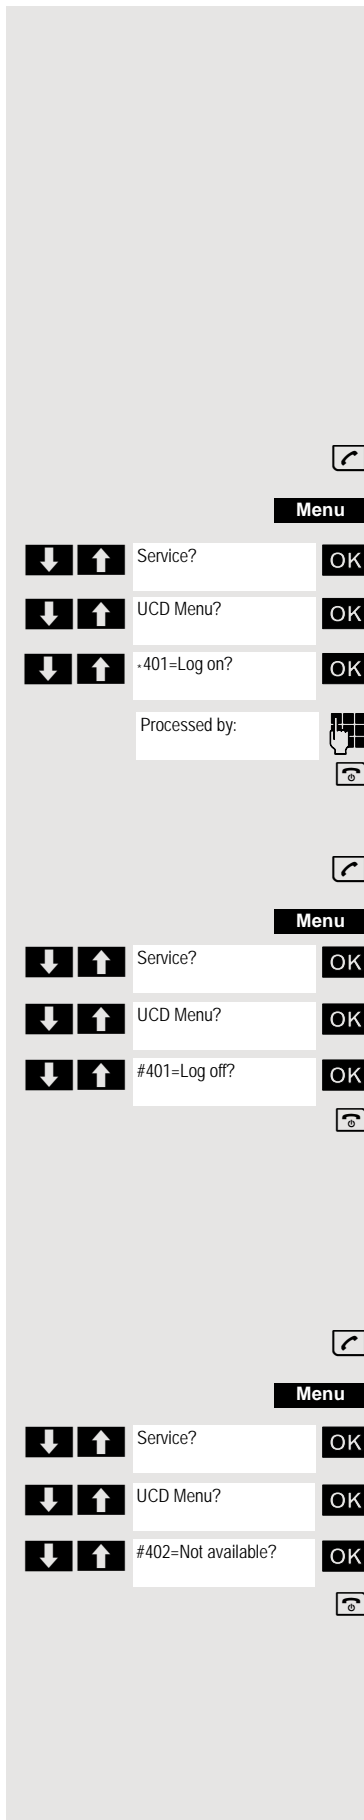 Menu
Service? OK
UCD Menu? OK
*401=Log on? OK
Processed by:
Menu
Service? OK
UCD Menu? OK
#401=Log off? OK
Menu
Service? OK
UCD Menu? OK
#402=Not available? OK